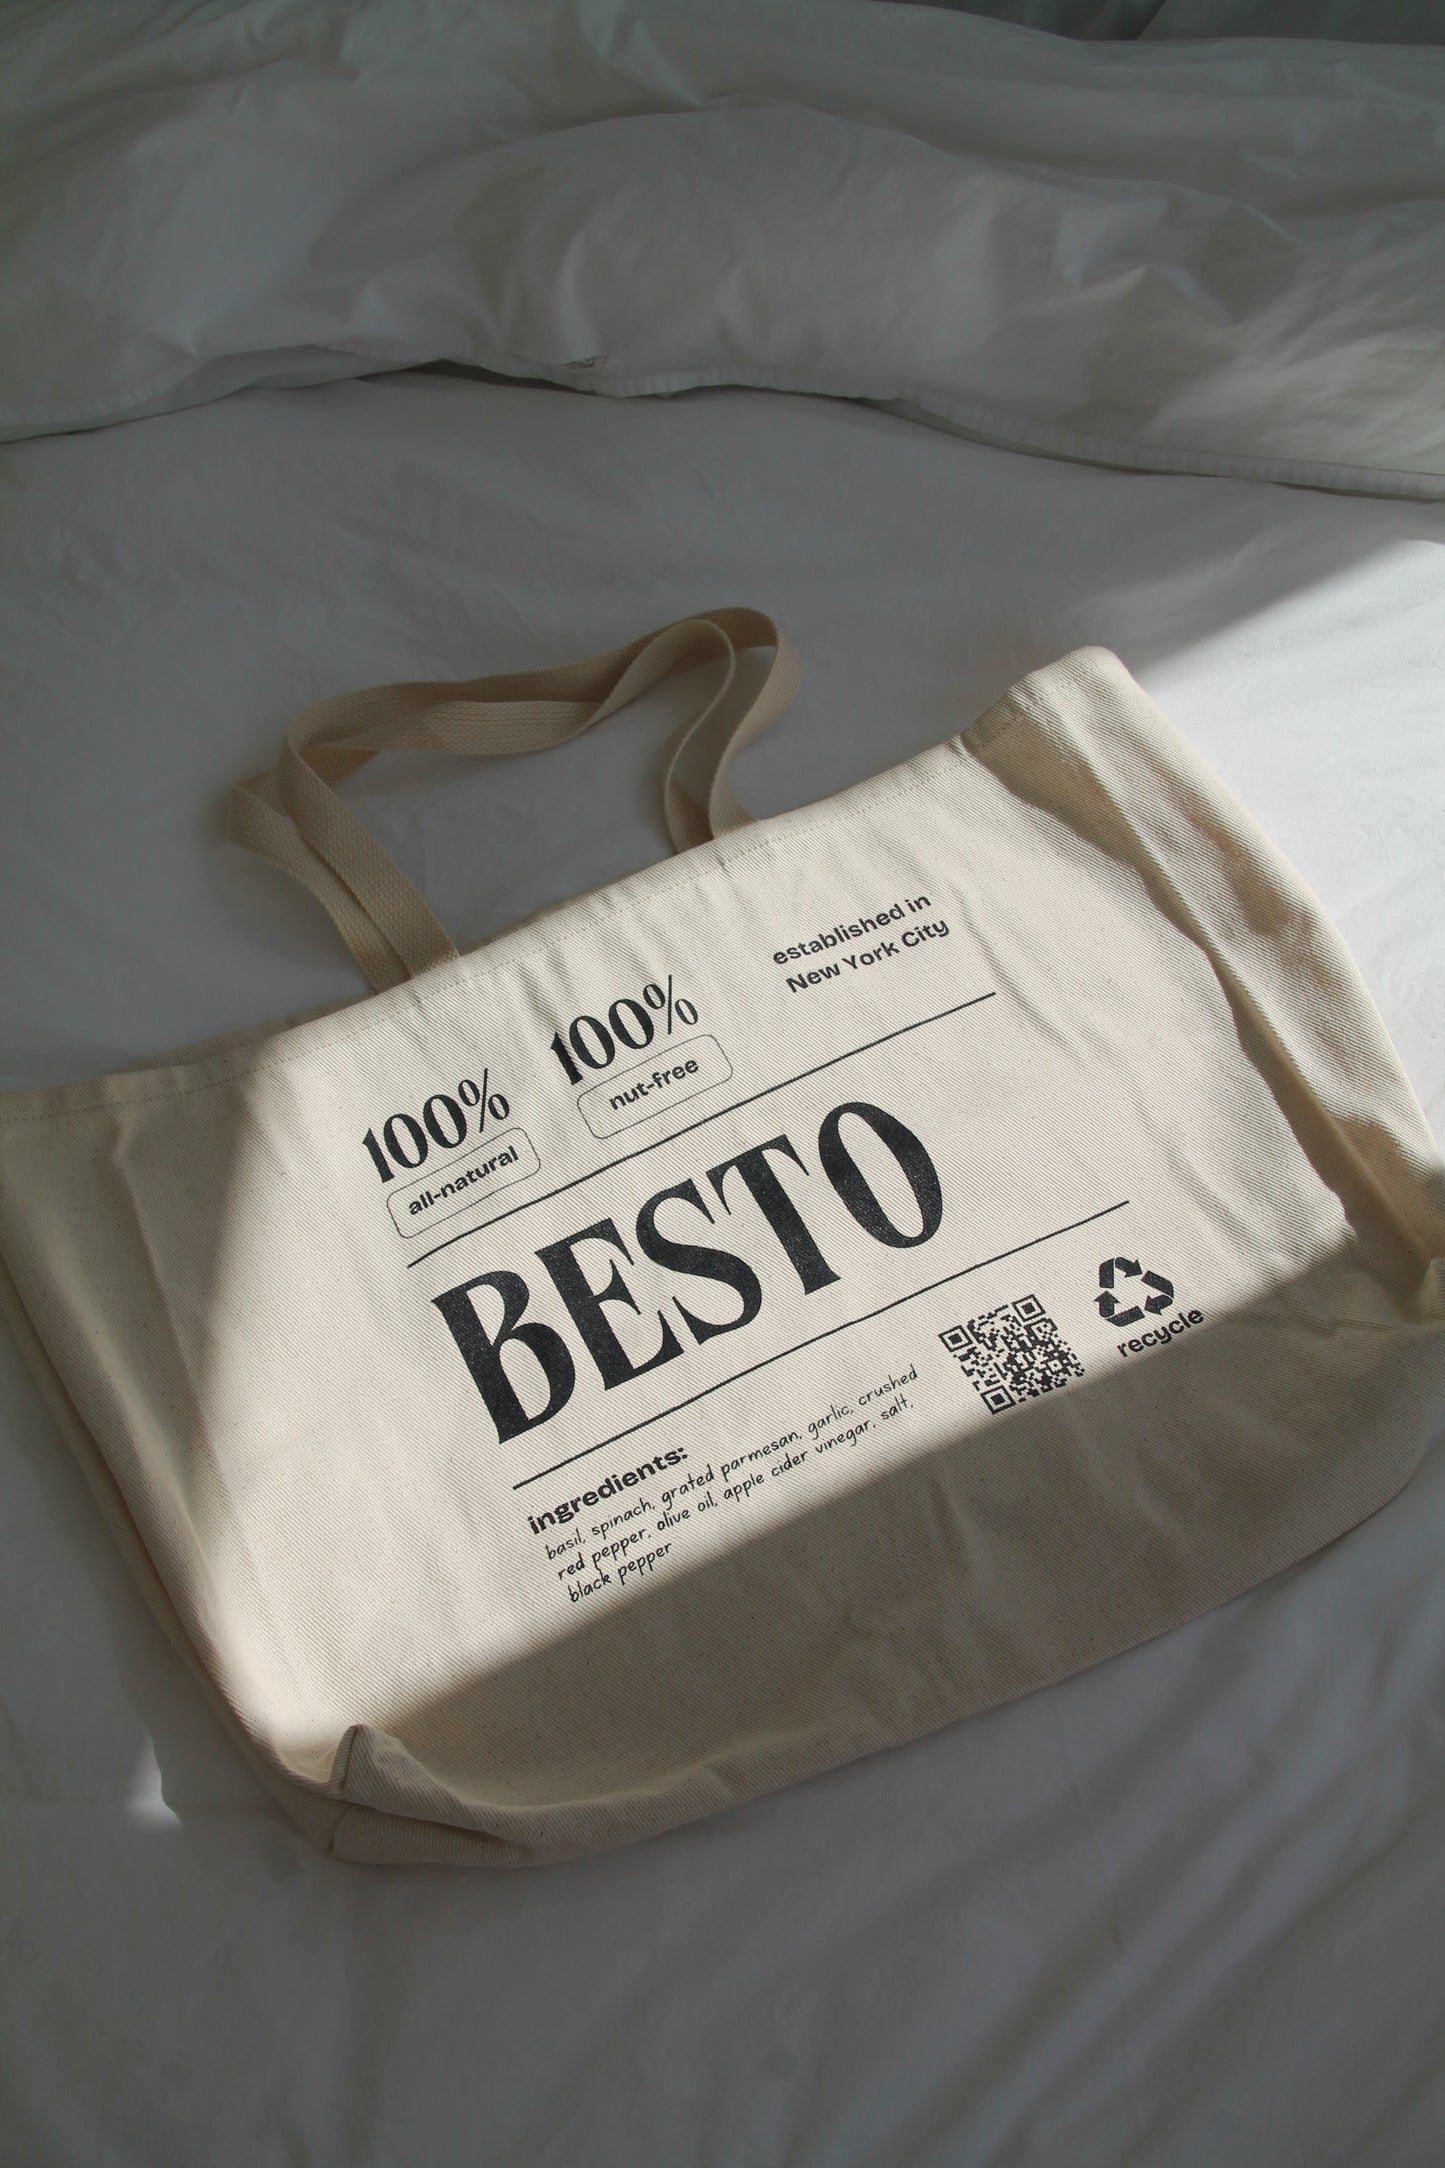 100%
all-natural
100%
nut-free
established in
New York City
BESTO
ingredients:
basil, spinach, grated parmesan, garlic, crushed
red pepper, olive oil, apple cider vinegar, salt,
black pepper
recycle